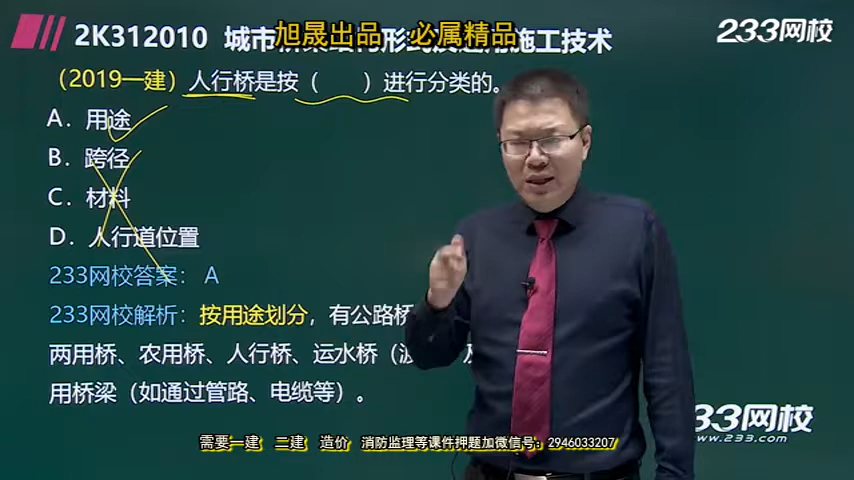 2K312010 城市
旭晟出品 必属精品
施工技术
233网校
（2019一建）人行桥是按（ ）进行分类的。
A．用途
B．跨径
C．材料
D．人行道位置
233网校答案： A
233网校解析：按用途划分，有公路桥
两用桥、农用桥、人行桥、运水桥（
用桥梁（如通过管路、电缆等）。
233网校
www.233.com
需要一建 二建 造价 消防监理等课件押题加微信号：2946033207